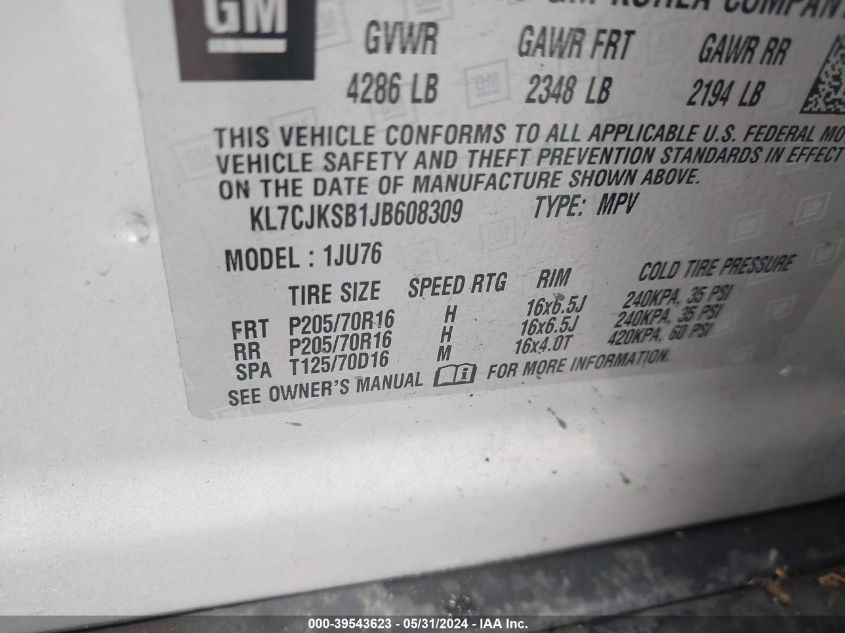 GM KOREA COMPANY
GM
GVWR GAWR FRT GAWR RR
4286 LB 2348 LB 2194 LB
THIS VEHICLE CONFORMS TO ALL APPLICABLE U.S. FEDERAL MO
VEHICLE SAFETY AND THEFT PREVENTION STANDARDS IN EFFECT
ON THE DATE OF MANUFACTURE SHOWN ABOVE.
KL7CJKSB1JB608309 TYPE: MPV
MODEL : 1JU76
TIRE SIZE SPEED RTG RIM COLD TIRE PRESSURE
FRT P205/70R16 H 16x6.5J 240KPA, 35 PSI
RR P205/70R16 H 16x6.5J 240KPA, 35 PSI
SPA T125/70D16 M 16x4.0T 420KPA, 60 PSI
SEE OWNER'S MANUAL FOR MORE INFORMATION.
000-39543623 - 05/31/2024 - IAA Inc.